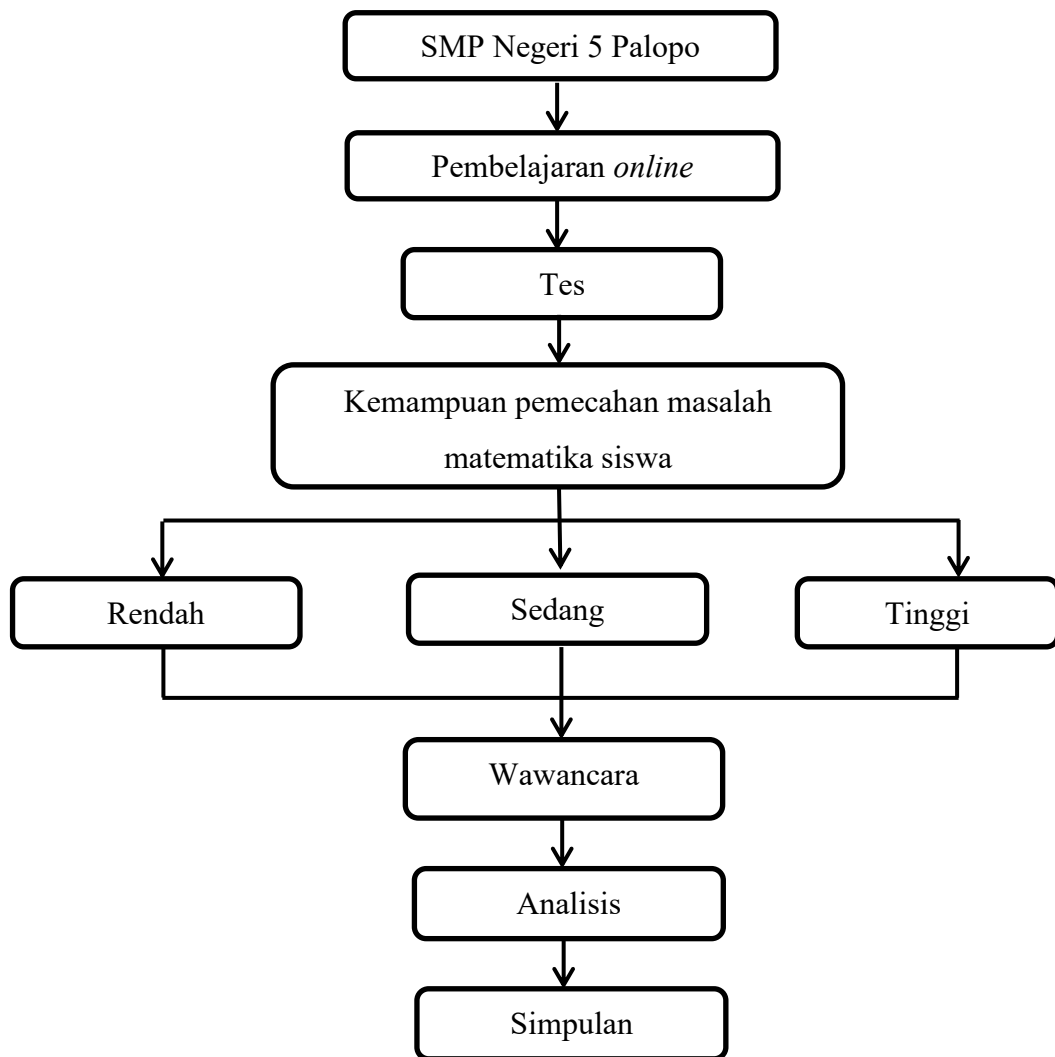 SMP Negeri 5 Palopo
Pembelajaran online
Tes
Kemampuan pemecahan masalah
matematika siswa
Rendah
Sedang
Tinggi
Wawancara
Analisis
Simpulan